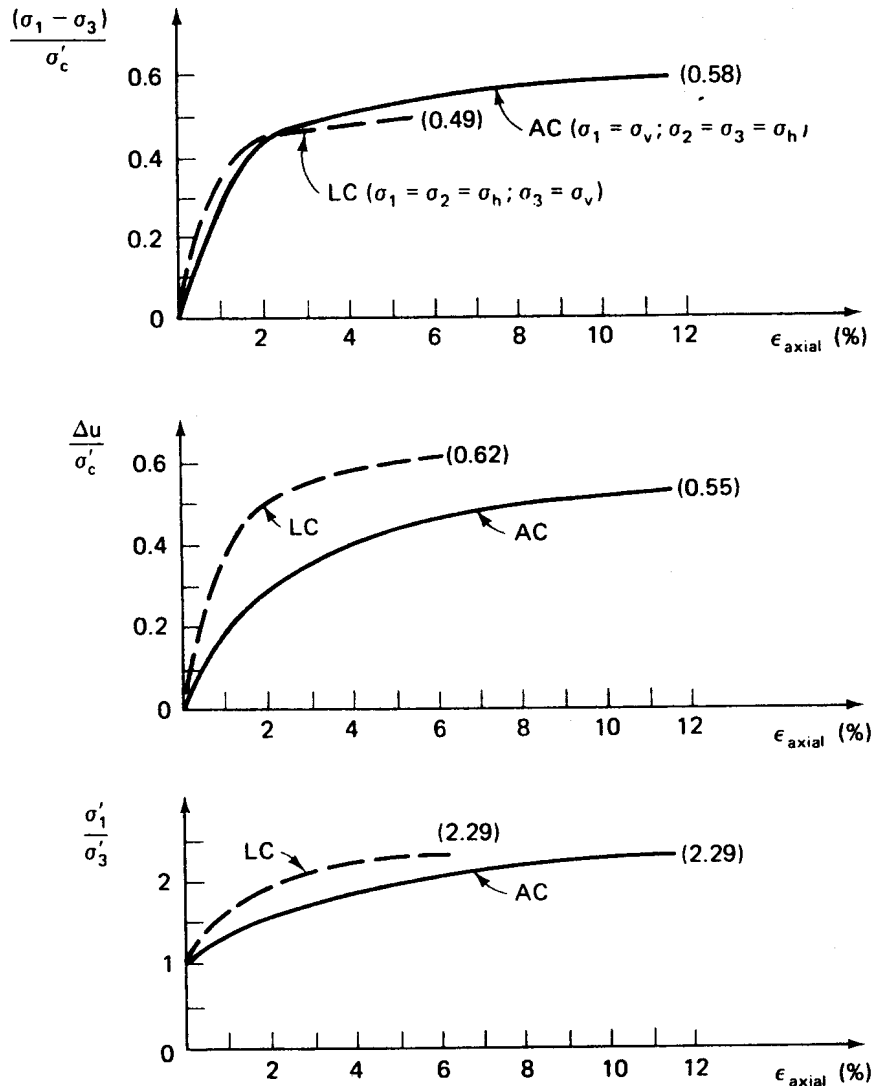 (σ₁ − σ₃)
σ′c
0.6
0.4
0.2
0
(0.58)
(0.49)
AC (σ₁ = σᵥ; σ₂ = σ₃ = σₕ)
LC (σ₁ = σ₂ = σₕ; σ₃ = σᵥ)
2 4 6 8 10 12
ϵaxial (%)
Δu
σ′c
0.6
0.4
0.2
0
(0.62)
(0.55)
LC
AC
2 4 6 8 10 12
ϵaxial (%)
σ′₁
σ′₃
2
1
0
LC
(2.29)
(2.29)
AC
2 4 6 8 10 12
ϵaxial (%)